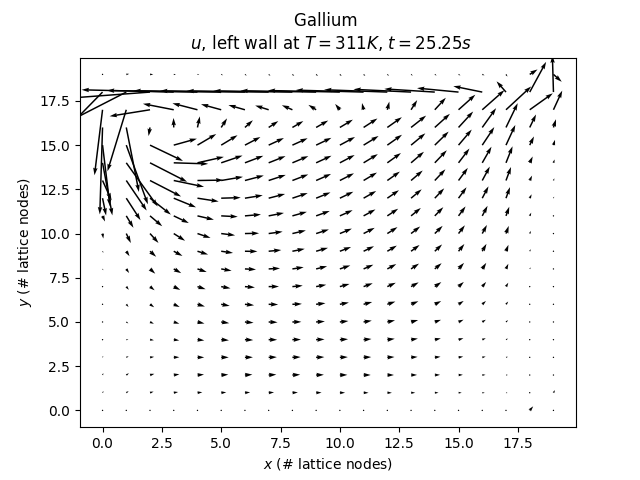 Gallium
u, left wall at T = 311K, t = 25.25s
17.5
15.0
12.5
10.0
7.5
5.0
2.5
0.0
y (# lattice nodes)
0.0 2.5 5.0 7.5 10.0 12.5 15.0 17.5
x (# lattice nodes)